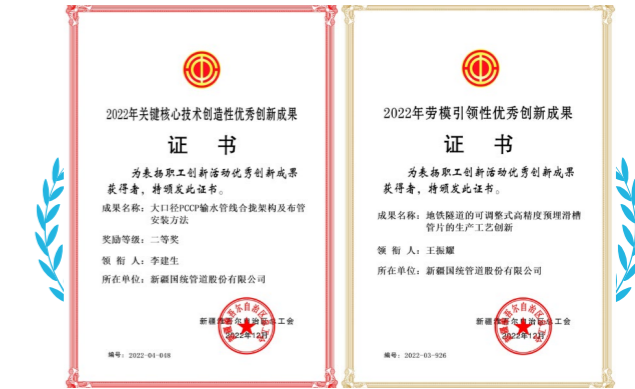 2022年关键核心技术创造性优秀创新成果
证 书
为表扬职工创新活动优秀创新成果
获得者，特颁发此证书。
成果名称：大口径PCCP输水管线合拢架构及布管
安装方法
奖励等级：二等奖
领 衔 人：李建生
所在单位：新疆国统管道股份有限公司
新疆维吾尔自治区总工会
2022年12月
编号：2022-04-048
2022年劳模引领性优秀创新成果
证 书
为表扬职工创新活动优秀创新成果
获得者，特颁发此证书。
成果名称：地铁隧道的可调整式高精度预埋滑槽
管片的生产工艺创新
领 衔 人：王振耀
所在单位：新疆国统管道股份有限公司
新疆维吾尔自治区总工会
2022年12月
编号：2022-03-926